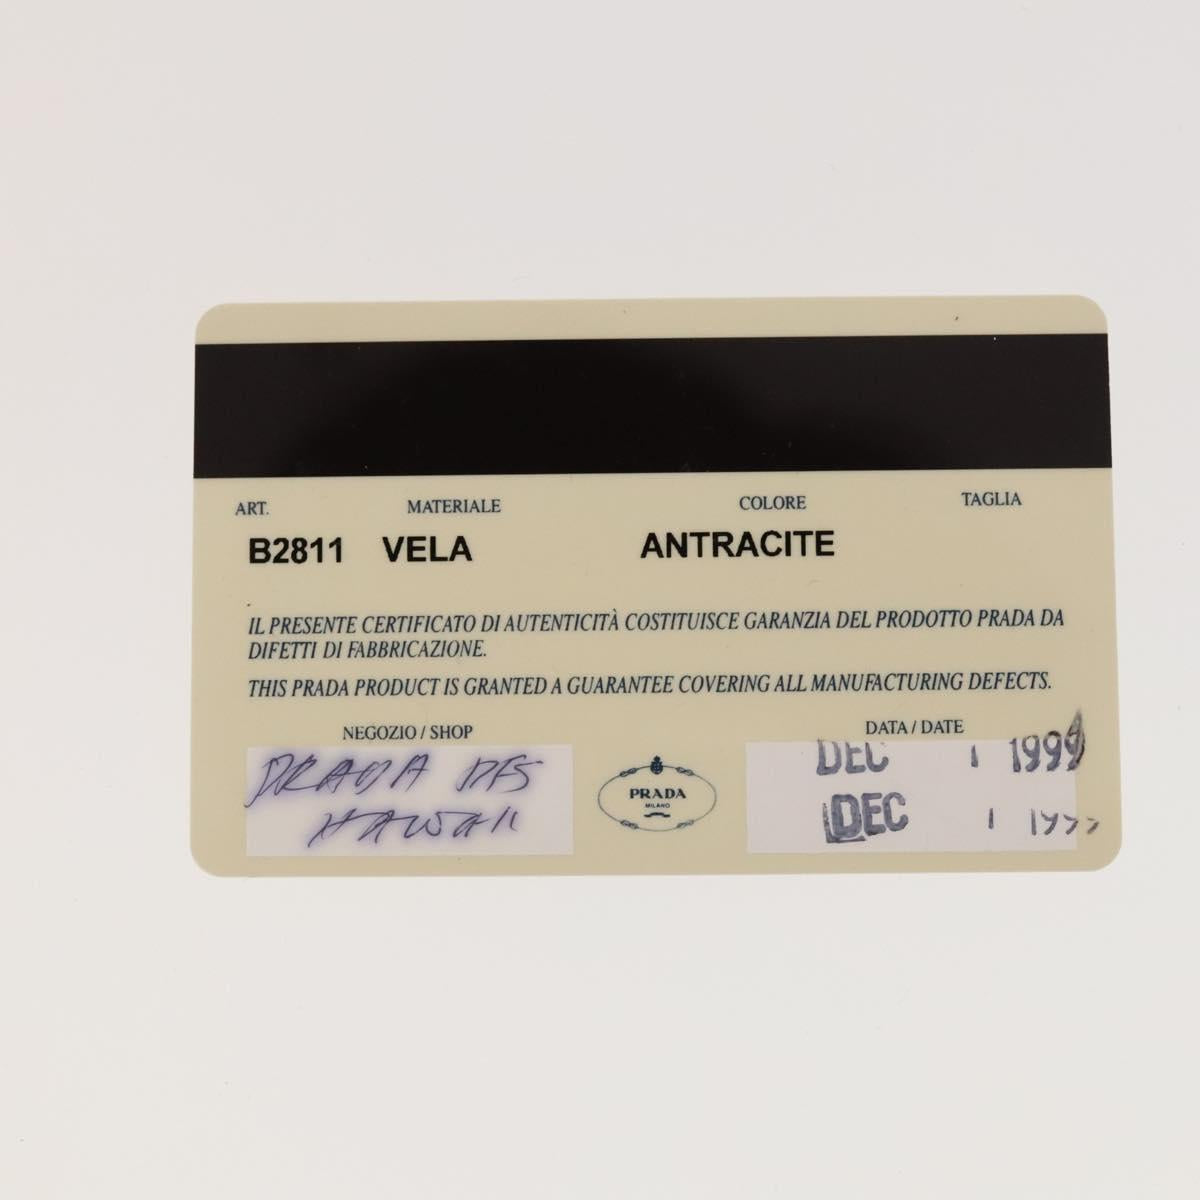 ART. MATERIALE COLORE TAGLIA
B2811 VELA ANTRACITE
IL PRESENTE CERTIFICATO DI AUTENTICITÀ COSTITUISCE GARANZIA DEL PRODOTTO PRADA DA
DIFETTI DI FABBRICAZIONE.
THIS PRADA PRODUCT IS GRANTED A GUARANTEE COVERING ALL MANUFACTURING DEFECTS.
NEGOZIO / SHOP
PRADA DFS
HAWAII
PRADA
MILANO
DATA / DATE
DEC 1 1999
DEC 1 1999